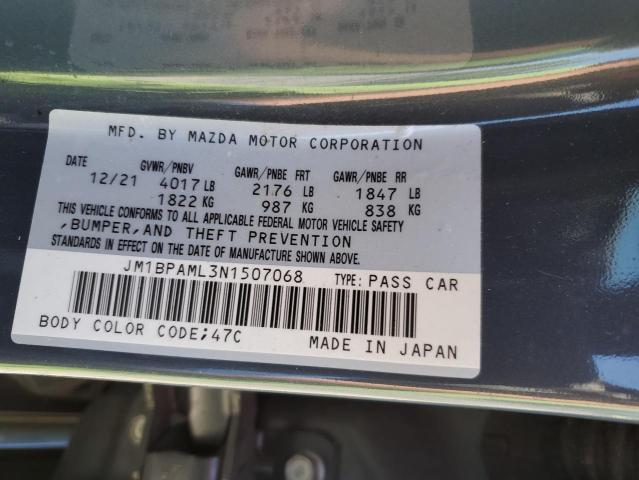 MFD. BY MAZDA MOTOR CORPORATION
DATE GVWR/PNBV GAWR/PNBE FRT GAWR/PNBE RR
12/21 4017 LB 2176 LB 1847 LB
1822 KG 987 KG 838 KG
THIS VEHICLE CONFORMS TO ALL APPLICABLE FEDERAL MOTOR VEHICLE SAFETY
,BUMPER,AND THEFT PREVENTION
STANDARDS IN EFFECT ON THE DATE OF MANUFACTURE SHOWN ABOVE.
JM1BPAML3N1507068 TYPE: PASS CAR
BODY COLOR CODE;47C MADE IN JAPAN